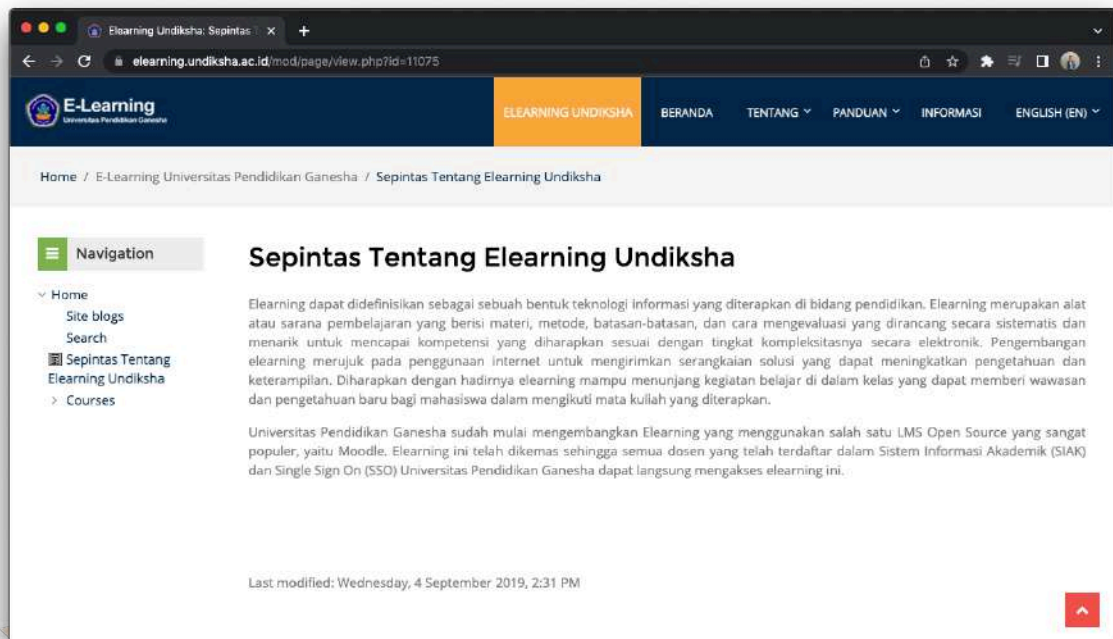 Elearning Undiksha: Sepintas T
elearning.undiksha.ac.id/mod/page/view.php?id=11075
E-Learning
Universitas Pendidikan Ganesha
ELEARNING UNDIKSHA
BERANDA
TENTANG
PANDUAN
INFORMASI
ENGLISH (EN)
Home / E-Learning Universitas Pendidikan Ganesha / Sepintas Tentang Elearning Undiksha
Navigation
Home
Site blogs
Search
Sepintas Tentang
Elearning Undiksha
Courses
Sepintas Tentang Elearning Undiksha
Elearning dapat didefinisikan sebagai sebuah bentuk teknologi informasi yang diterapkan di bidang pendidikan. Elearning merupakan alat
atau sarana pembelajaran yang berisi materi, metode, batasan-batasan, dan cara mengevaluasi yang dirancang secara sistematis dan
menarik untuk mencapai kompetensi yang diharapkan sesuai dengan tingkat kompleksitasnya secara elektronik. Pengembangan
elearning merujuk pada penggunaan internet untuk mengirimkan serangkaian solusi yang dapat meningkatkan pengetahuan dan
keterampilan. Diharapkan dengan hadirnya elearning mampu menunjang kegiatan belajar di dalam kelas yang dapat memberi wawasan
dan pengetahuan baru bagi mahasiswa dalam mengikuti mata kuliah yang diterapkan.
Universitas Pendidikan Ganesha sudah mulai mengembangkan Elearning yang menggunakan salah satu LMS Open Source yang sangat
populer, yaitu Moodle. Elearning ini telah dikemas sehingga semua dosen yang telah terdaftar dalam Sistem Informasi Akademik (SIAK)
dan Single Sign On (SSO) Universitas Pendidikan Ganesha dapat langsung mengakses elearning ini.
Last modified: Wednesday, 4 September 2019, 2:31 PM